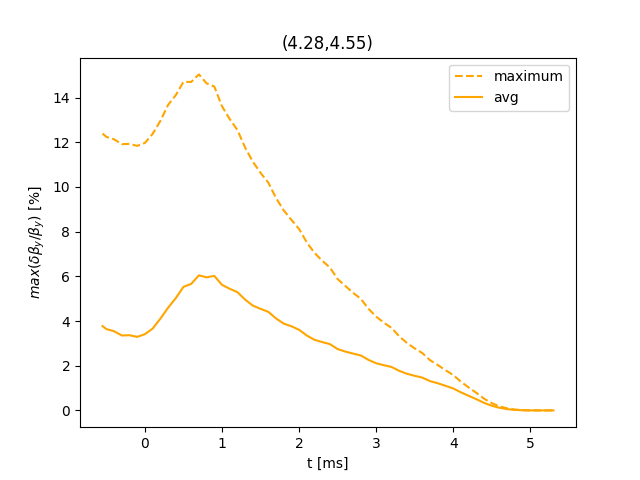 (4.28,4.55)
maximum
avg
max(δβy/βy) [%]
14
12
10
8
6
4
2
0
0 1 2 3 4 5
t [ms]